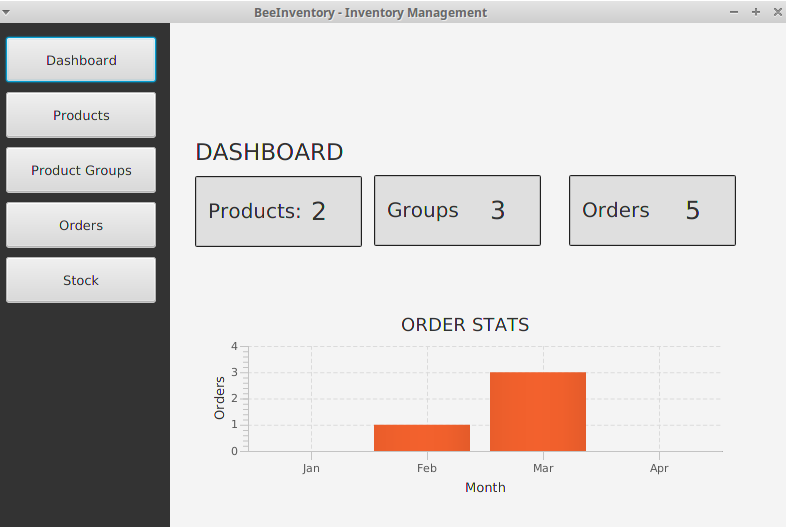 BeeInventory - Inventory Management
Dashboard
Products
Product Groups
Orders
Stock
DASHBOARD
Products: 2
Groups 3
Orders 5
ORDER STATS
Orders
4
3
2
1
0
Jan Feb Mar Apr
Month